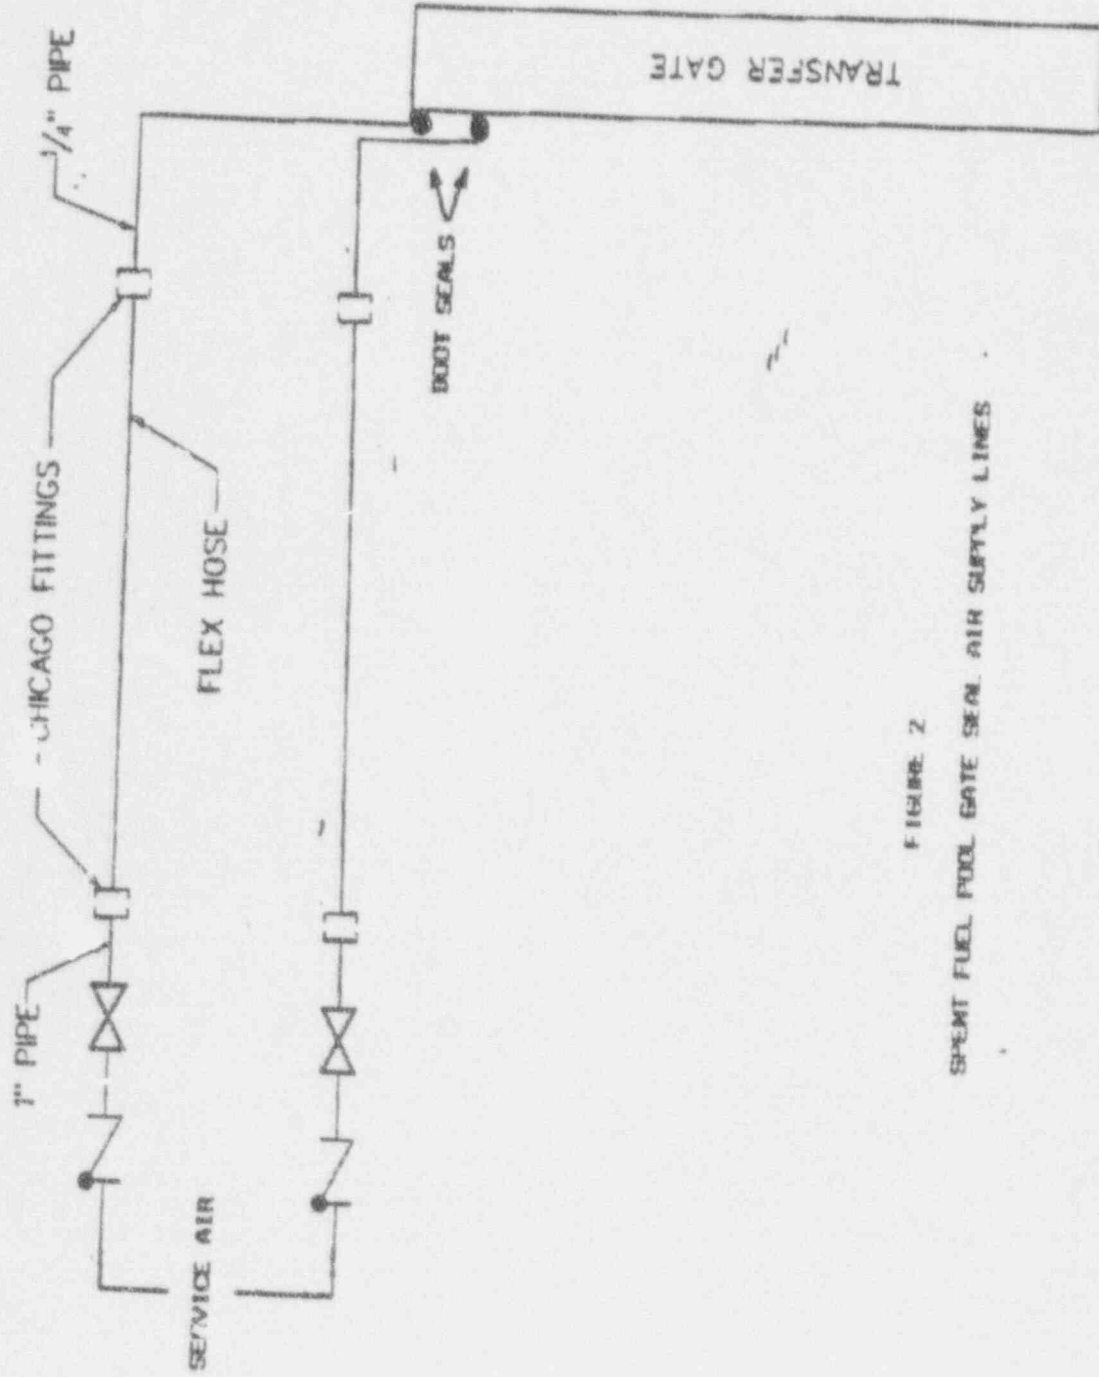 1/4" PIPE
TRANSFER GATE
CHICAGO FITTINGS
BOOT SEALS
FLEX HOSE
1" PIPE
SERVICE AIR
FIGURE 2
SPENT FUEL POOL GATE SEAL AIR SUPPLY LINES